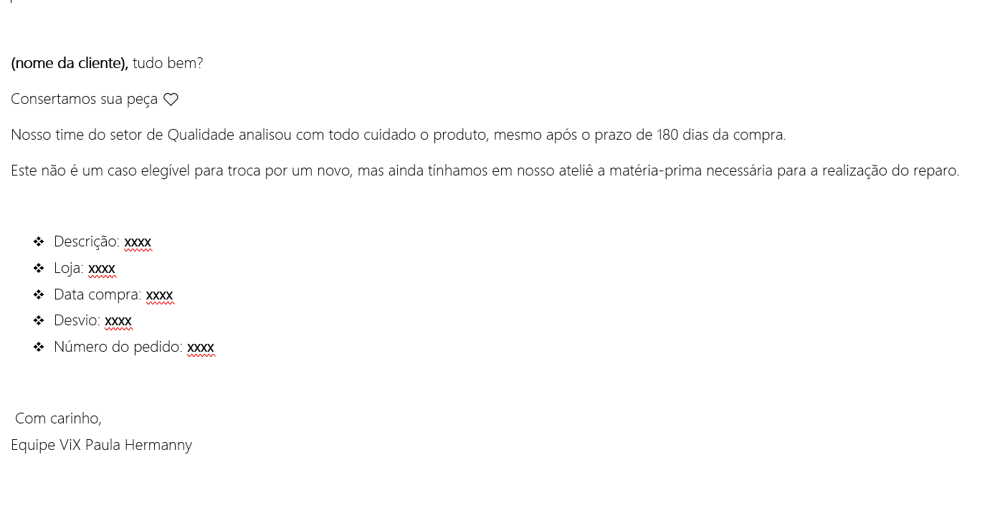 (nome da cliente), tudo bem?
Consertamos sua peça ♡
Nosso time do setor de Qualidade analisou com todo cuidado o produto, mesmo após o prazo de 180 dias da compra.
Este não é um caso elegível para troca por um novo, mas ainda tínhamos em nosso ateliê a matéria-prima necessária para a realização do reparo.
❖ Descrição: xxxx
❖ Loja: xxxx
❖ Data compra: xxxx
❖ Desvio: xxxx
❖ Número do pedido: xxxx
Com carinho,
Equipe ViX Paula Hermanny